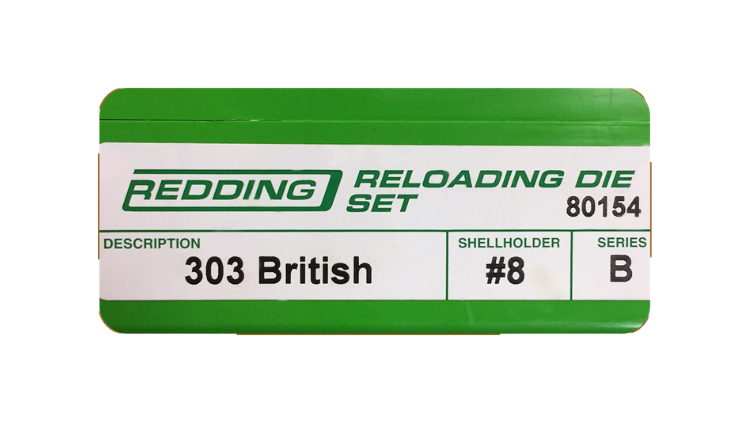 REDDING RELOADING DIE
SET 80154
DESCRIPTION SHELLHOLDER SERIES
303 British #8 B